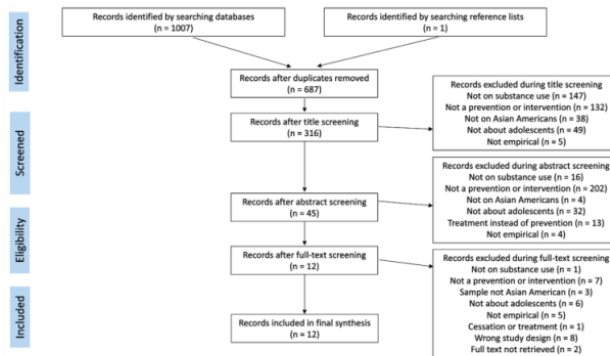 Identification
Records identified by searching databases
(n = 1007)
Records identified by searching reference lists
(n = 1)
Records after duplicates removed
(n = 687)
Screened
Records after title screening
(n = 316)
Records excluded during title screening
Not on substance use (n = 147)
Not a prevention or intervention (n = 132)
Not on Asian Americans (n = 38)
Not about adolescents (n = 49)
Not empirical (n = 5)
Records after abstract screening
(n = 45)
Records excluded during abstract screening
Not on substance use (n = 16)
Not a prevention or intervention (n = 202)
Not on Asian Americans (n = 4)
Not about adolescents (n = 32)
Treatment instead of prevention (n = 13)
Not empirical (n = 4)
Eligibility
Records after full-text screening
(n = 12)
Records excluded during full-text screening
Not on substance use (n = 1)
Not a prevention or intervention (n = 7)
Sample not Asian American (n = 3)
Not about adolescents (n = 6)
Not empirical (n = 5)
Cessation or treatment (n = 1)
Wrong study design (n = 8)
Full text not retrieved (n = 2)
Included
Records included in final synthesis
(n = 12)